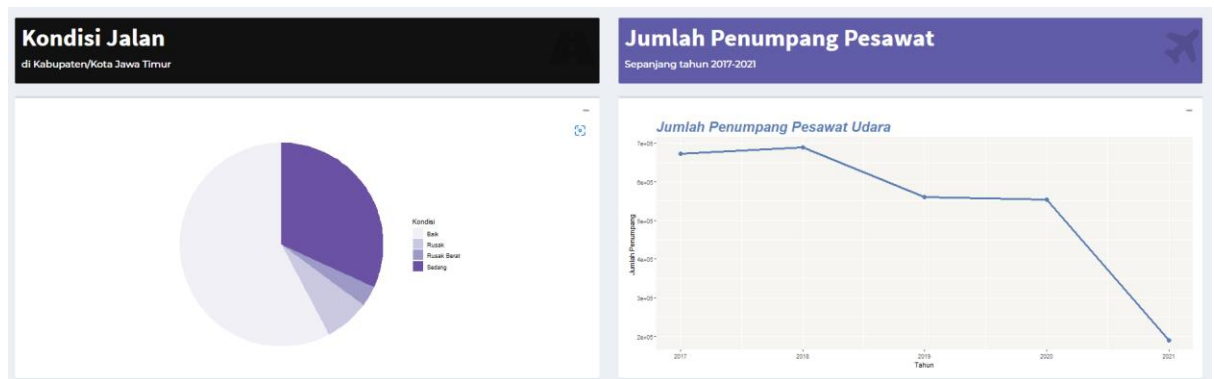 Kondisi Jalan
di Kabupaten/Kota Jawa Timur
Kondisi
Baik
Rusak
Rusak Berat
Sedang
Jumlah Penumpang Pesawat
Sepanjang tahun 2017-2021
Jumlah Penumpang Pesawat Udara
7e+05
6e+05
5e+05
4e+05
3e+05
2e+05
Jumlah Penumpang
2017 2018 2019 2020 2021
Tahun